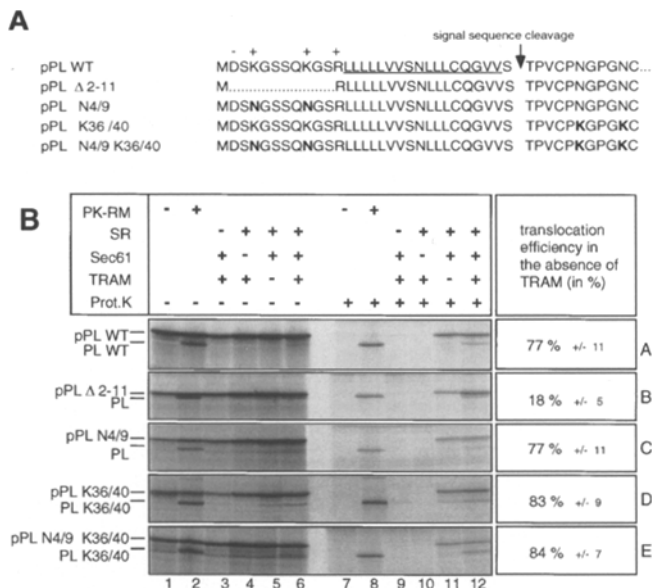 A
signal sequence cleavage
- + + +
pPL WT MDSKGSSQKGSRLLLLLVVSNLLLCQGVVS TPVCPNGPGNC...
pPL Δ 2-11 M...........RLLLLLVVSNLLLCQGVVS TPVCPNGPGNC
pPL N4/9 MDSNGSSQNGSRLLLLLVVSNLLLCQGVVS TPVCPNGPGNC
pPL K36 /40 MDSKGSSQKGSRLLLLLVVSNLLLCQGVVS TPVCPKGPGKC
pPL N4/9 K36/40 MDSNGSSQNGSRLLLLLVVSNLLLCQGVVS TPVCPKGPGKC
B
PK-RM - + - +
SR - + + + - + + +
Sec61 + - + + + - + +
TRAM + + - + + + - +
Prot.K - - - - - - + + + + + +
translocation
efficiency in
the absence of
TRAM (in %)
pPL WT
PL WT
77 % +/- 11 A
pPL Δ 2-11
PL
18 % +/- 5 B
pPL N4/9
PL
77 % +/- 11 C
pPL K36/40
PL K36/40
83 % +/- 9 D
pPL N4/9 K36/40
PL K36/40
84 % +/- 7 E
1 2 3 4 5 6 7 8 9 10 11 12